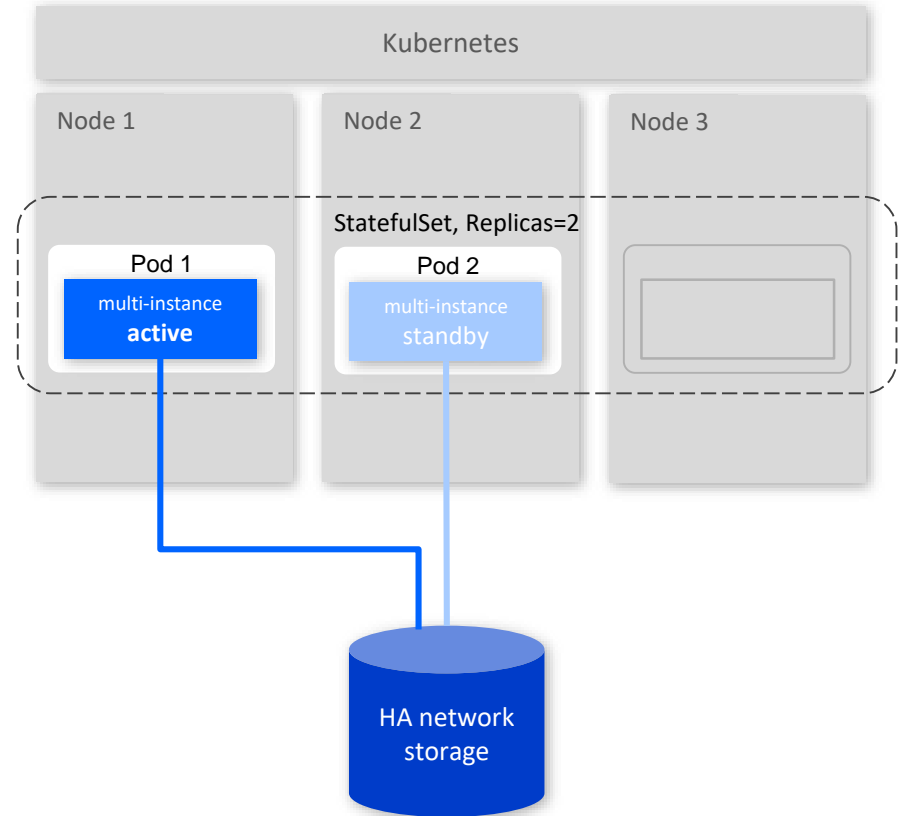 Kubernetes
Node 1
Node 2
Node 3
StatefulSet, Replicas=2
Pod 1
multi-instance
active
Pod 2
multi-instance
standby
HA network
storage